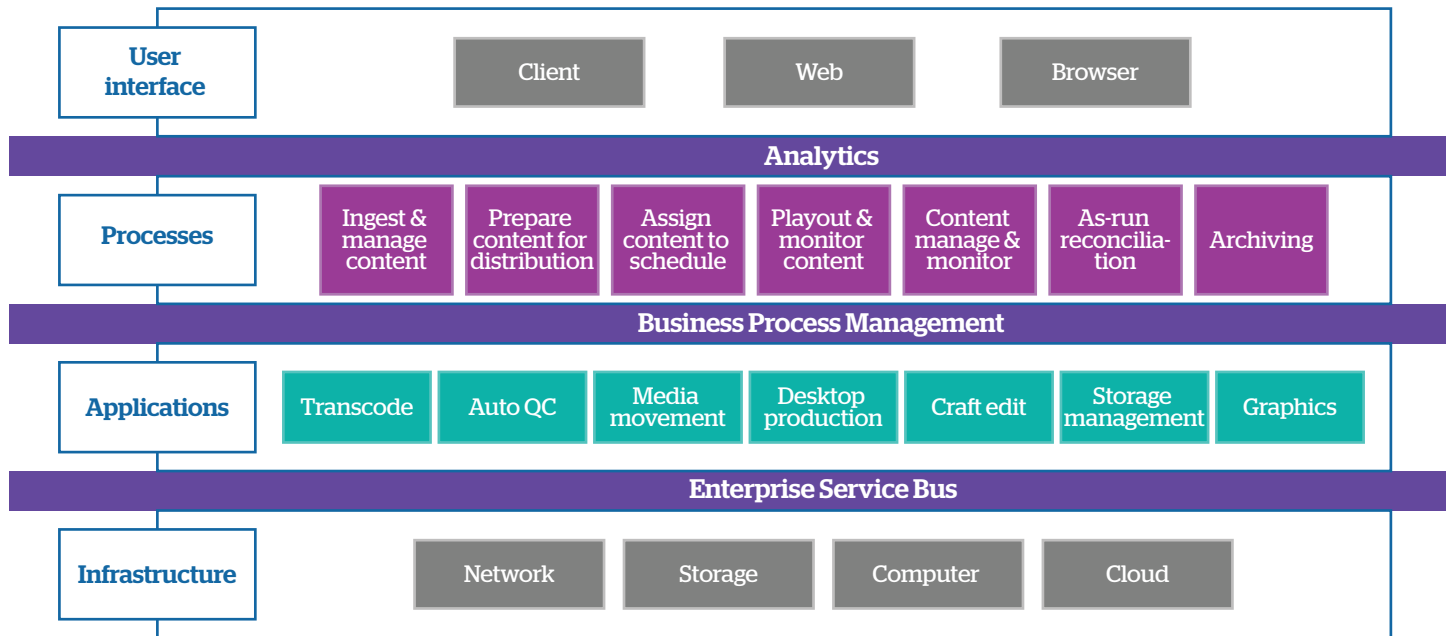 User
interface
Client
Web
Browser
Analytics
Processes
Ingest &
manage
content
Prepare
content for
distribution
Assign
content to
schedule
Playout &
monitor
content
Content
manage &
monitor
As-run
reconcilia-
tion
Archiving
Business Process Management
Applications
Transcode
Auto QC
Media
movement
Desktop
production
Craft edit
Storage
management
Graphics
Enterprise Service Bus
Infrastructure
Network
Storage
Computer
Cloud